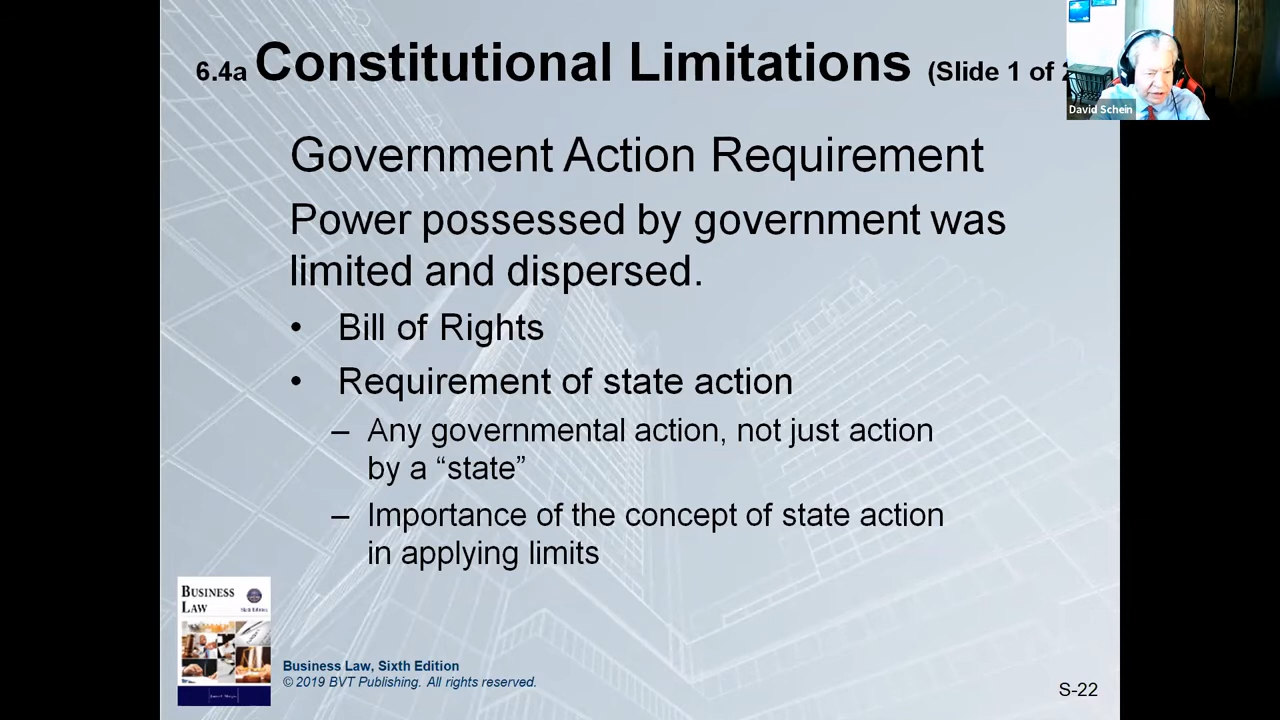 6.4a Constitutional Limitations (Slide 1 of
David Schein
Government Action Requirement
Power possessed by government was
limited and dispersed.
• Bill of Rights
• Requirement of state action
– Any governmental action, not just action
by a “state”
– Importance of the concept of state action
in applying limits
BUSINESS
LAW
Business Law, Sixth Edition
© 2019 BVT Publishing. All rights reserved.
S-22